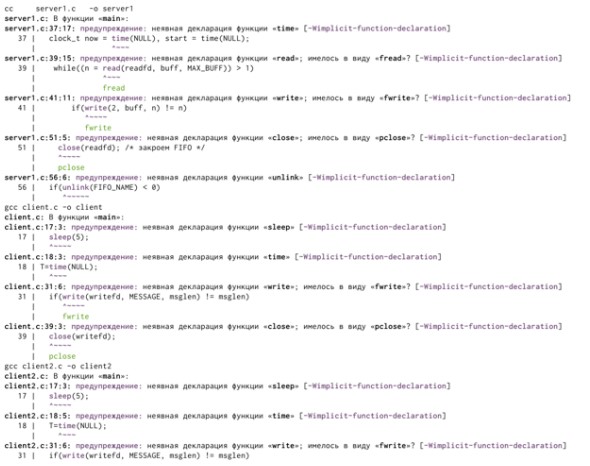 cc server1.c -o server1
server1.c: В функции «main»:
server1.c:37:17: предупреждение: неявная декларация функции «time» [-Wimplicit-function-declaration]
37 | clock_t now = time(NULL), start = time(NULL);
| ^~~~
server1.c:39:15: предупреждение: неявная декларация функции «read»; имелось в виду «fread»? [-Wimplicit-function-declaration]
39 | while((n = read(readfd, buff, MAX_BUFF)) > 1)
| ^~~~
| fread
server1.c:41:11: предупреждение: неявная декларация функции «write»; имелось в виду «fwrite»? [-Wimplicit-function-declaration]
41 | if(write(2, buff, n) != n)
| ^~~~~
| fwrite
server1.c:51:5: предупреждение: неявная декларация функции «close»; имелось в виду «pclose»? [-Wimplicit-function-declaration]
51 | close(readfd); /* закроем FIFO */
| ^~~~~
| pclose
server1.c:56:6: предупреждение: неявная декларация функции «unlink» [-Wimplicit-function-declaration]
56 | if(unlink(FIFO_NAME) < 0)
| ^~~~~~
gcc client.c -o client
client.c: В функции «main»:
client.c:17:3: предупреждение: неявная декларация функции «sleep» [-Wimplicit-function-declaration]
17 | sleep(5);
| ^~~~~
client.c:18:3: предупреждение: неявная декларация функции «time» [-Wimplicit-function-declaration]
18 | T=time(NULL);
| ^~~~
client.c:31:6: предупреждение: неявная декларация функции «write»; имелось в виду «fwrite»? [-Wimplicit-function-declaration]
31 | if(write(writefd, MESSAGE, msglen) != msglen)
| ^~~~~
| fwrite
client.c:39:3: предупреждение: неявная декларация функции «close»; имелось в виду «pclose»? [-Wimplicit-function-declaration]
39 | close(writefd);
| ^~~~~
| pclose
gcc client2.c -o client2
client2.c: В функции «main»:
client2.c:17:3: предупреждение: неявная декларация функции «sleep» [-Wimplicit-function-declaration]
17 | sleep(5);
| ^~~~~
client2.c:18:5: предупреждение: неявная декларация функции «time» [-Wimplicit-function-declaration]
18 | T=time(NULL);
| ^~~~
client2.c:31:6: предупреждение: неявная декларация функции «write»; имелось в виду «fwrite»? [-Wimplicit-function-declaration]
31 | if(write(writefd, MESSAGE, msglen) != msglen)